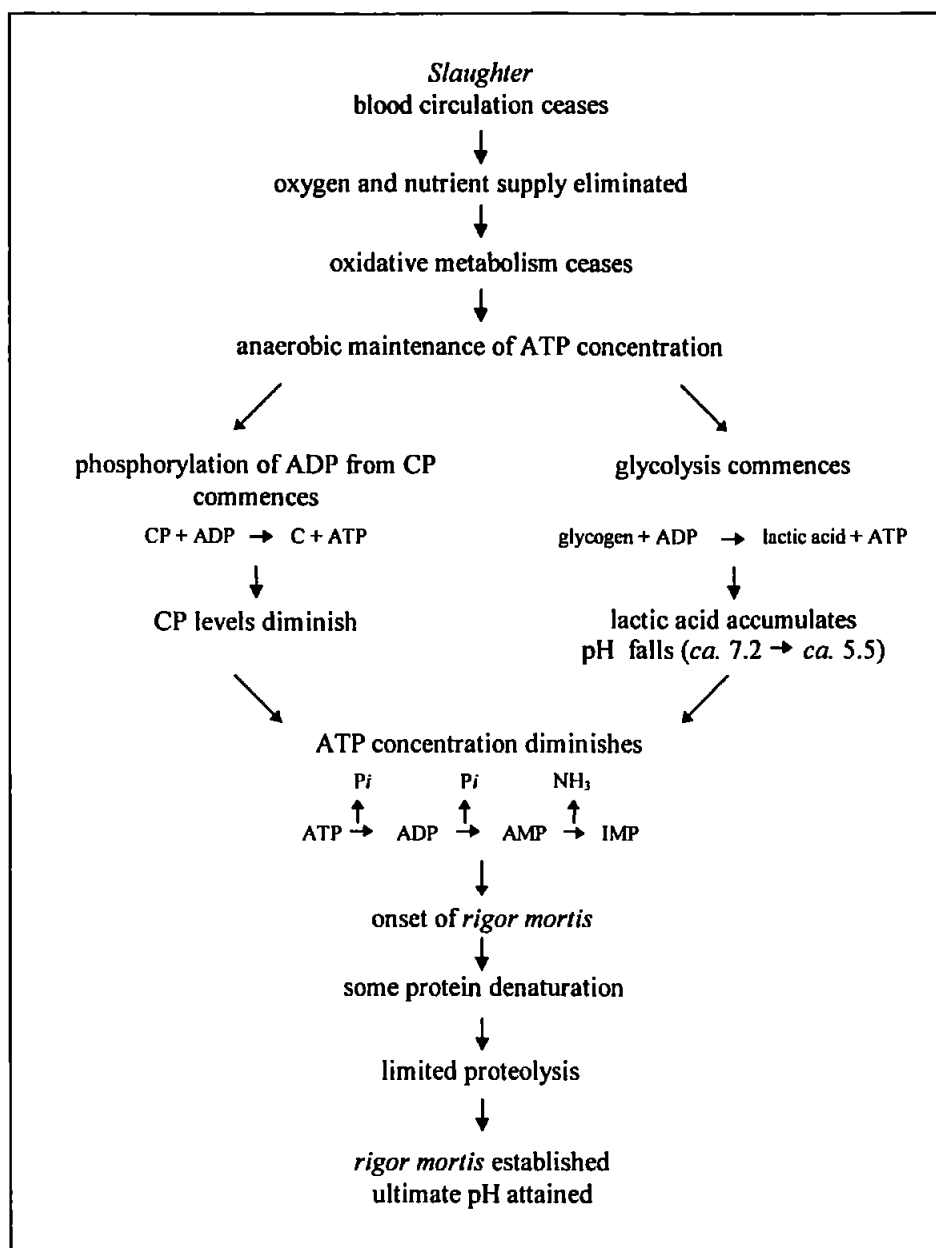 Slaughter
blood circulation ceases
oxygen and nutrient supply eliminated
oxidative metabolism ceases
anaerobic maintenance of ATP concentration
phosphorylation of ADP from CP
commences
CP + ADP → C + ATP
CP levels diminish
glycolysis commences
glycogen + ADP → lactic acid + ATP
lactic acid accumulates
pH falls (ca. 7.2 → ca. 5.5)
ATP concentration diminishes
Pi Pi NH₃
ATP → ADP → AMP → IMP
onset of rigor mortis
some protein denaturation
limited proteolysis
rigor mortis established
ultimate pH attained